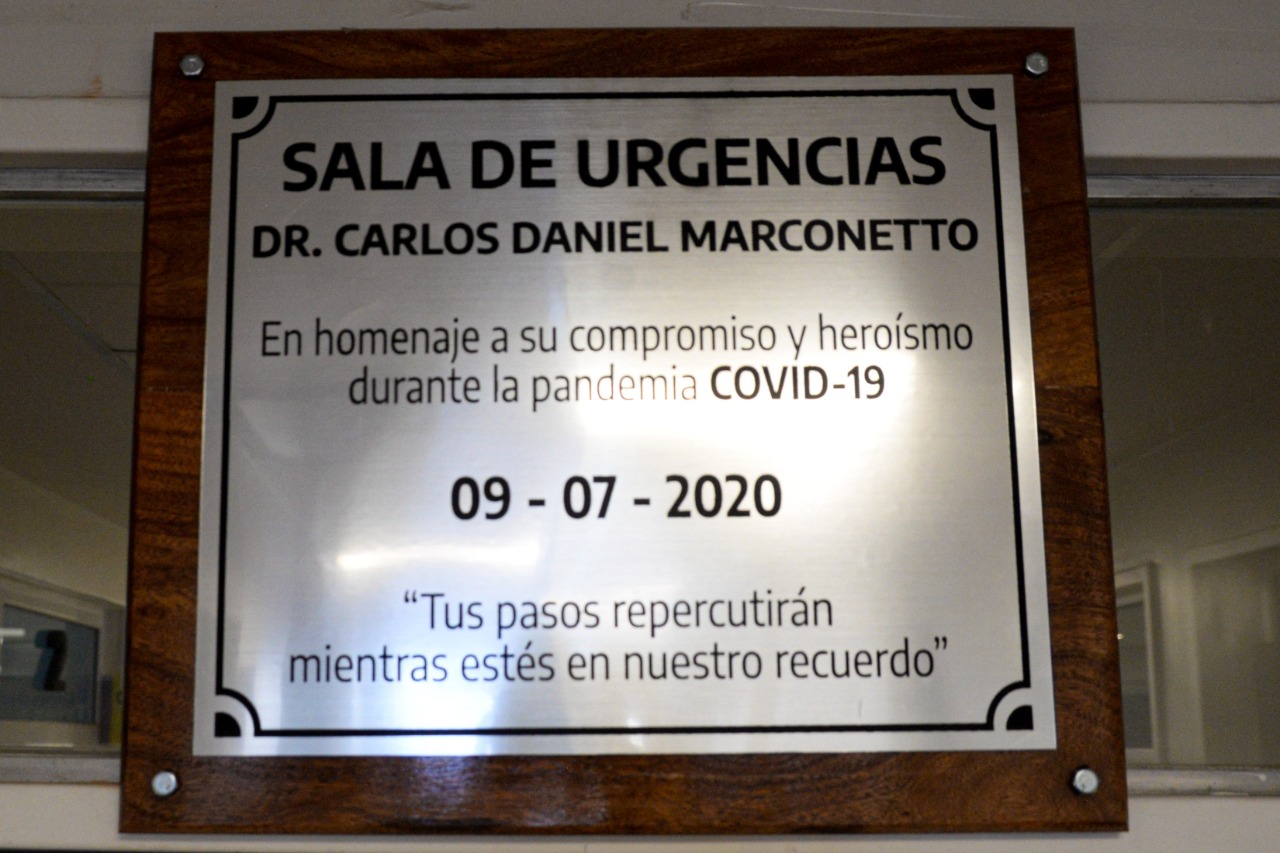 SALA DE URGENCIAS
DR. CARLOS DANIEL MARCONETTO
En homenaje a su compromiso y heroísmo
durante la pandemia COVID-19
09 - 07 - 2020
“Tus pasos repercutirán
mientras estés en nuestro recuerdo”
2